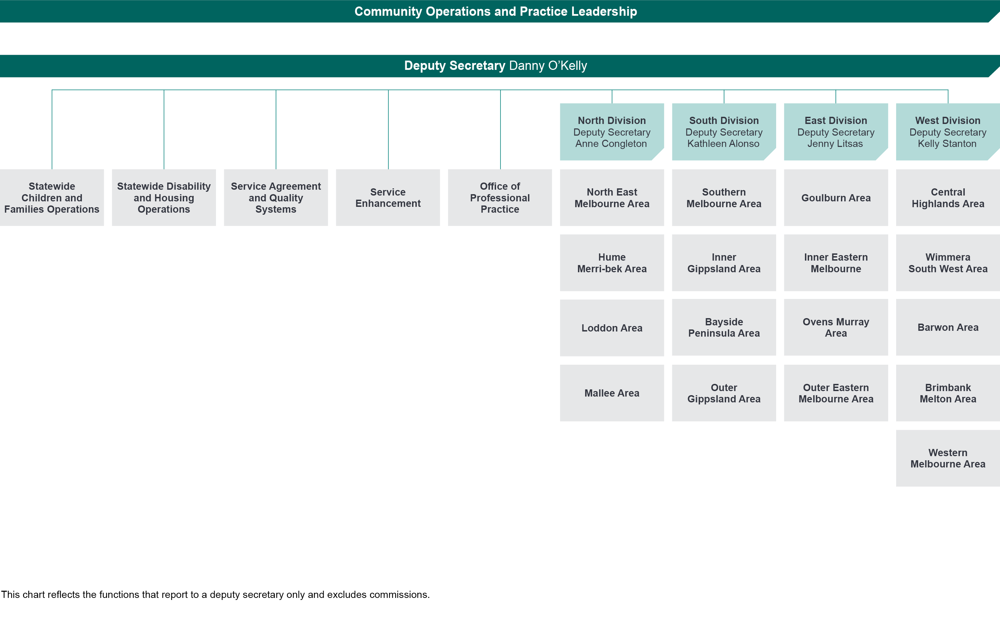 Community Operations and Practice Leadership
Deputy Secretary Danny O’Kelly
Statewide
Children and
Families Operations
Statewide Disability
and Housing
Operations
Service Agreement
and Quality
Systems
Service
Enhancement
Office of
Professional
Practice
North Division
Deputy Secretary
Anne Congleton
North East
Melbourne Area
Hume
Merri-bek Area
Loddon Area
Mallee Area
South Division
Deputy Secretary
Kathleen Alonso
Southern
Melbourne Area
Inner
Gippsland Area
Bayside
Peninsula Area
Outer
Gippsland Area
East Division
Deputy Secretary
Jenny Litsas
Goulburn Area
Inner Eastern
Melbourne
Ovens Murray
Area
Outer Eastern
Melbourne Area
West Division
Deputy Secretary
Kelly Stanton
Central
Highlands Area
Wimmera
South West Area
Barwon Area
Brimbank
Melton Area
Western
Melbourne Area
This chart reflects the functions that report to a deputy secretary only and excludes commissions.